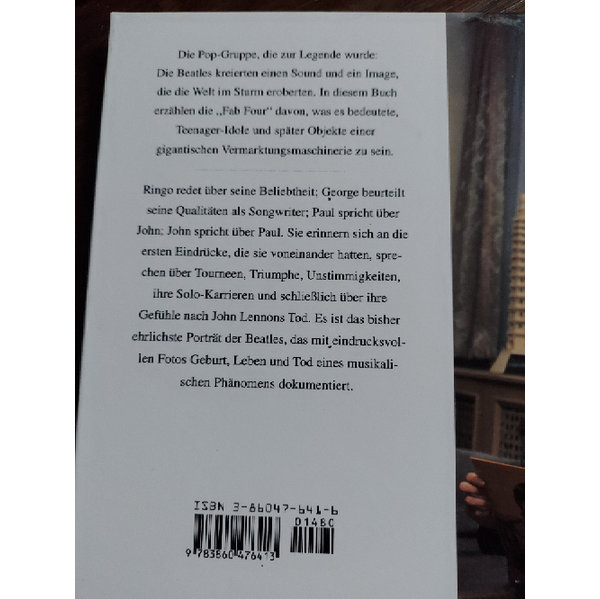 Die Pop-Gruppe, die zur Legende wurde:
Die Beatles kreierten einen Sound und ein Image,
die die Welt im Sturm eroberten. In diesem Buch
erzählen die „Fab Four“ davon, was es bedeutete,
Teenager-Idole und später Objekte einer
gigantischen Vermarktungsmaschinerie zu sein.
Ringo redet über seine Beliebtheit; George beurteilt
seine Qualitäten als Songwriter; Paul spricht über
John; John spricht über Paul. Sie erinnern sich an die
ersten Eindrücke, die sie voneinander hatten, spre-
chen über Tourneen, Triumphe, Unstimmigkeiten,
ihre Solo-Karrieren und schließlich über ihre
Gefühle nach John Lennons Tod. Es ist das bisher
ehrlichste Porträt der Beatles, das mit eindrucksvol-
len Fotos Geburt, Leben und Tod eines musikali-
schen Phänomens dokumentiert.
ISBN 3-86047-641-6
01480
9 783860 476413